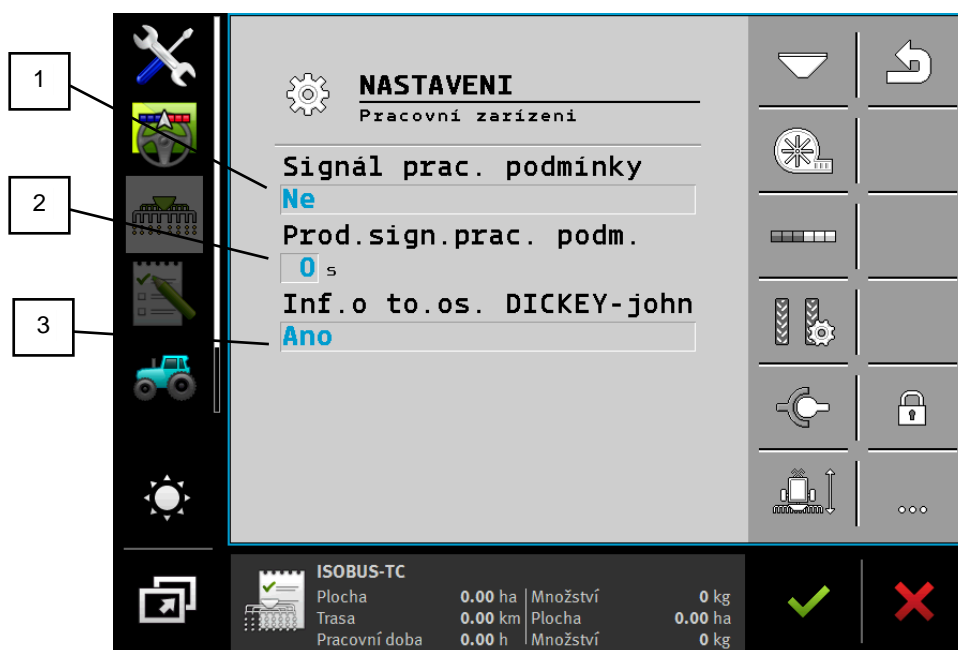 1
2
3
NASTAVENI
Pracovní zarízeni
Signál prac. podmínky
Ne
Prod.sign.prac. podm.
0 s
Inf.o to.os. DICKEY-john
Ano
ISOBUS-TC
Plocha 0.00 ha Množství 0 kg
Trasa 0.00 km Plocha 0.00 ha
Pracovní doba 0.00 h Množství 0 kg